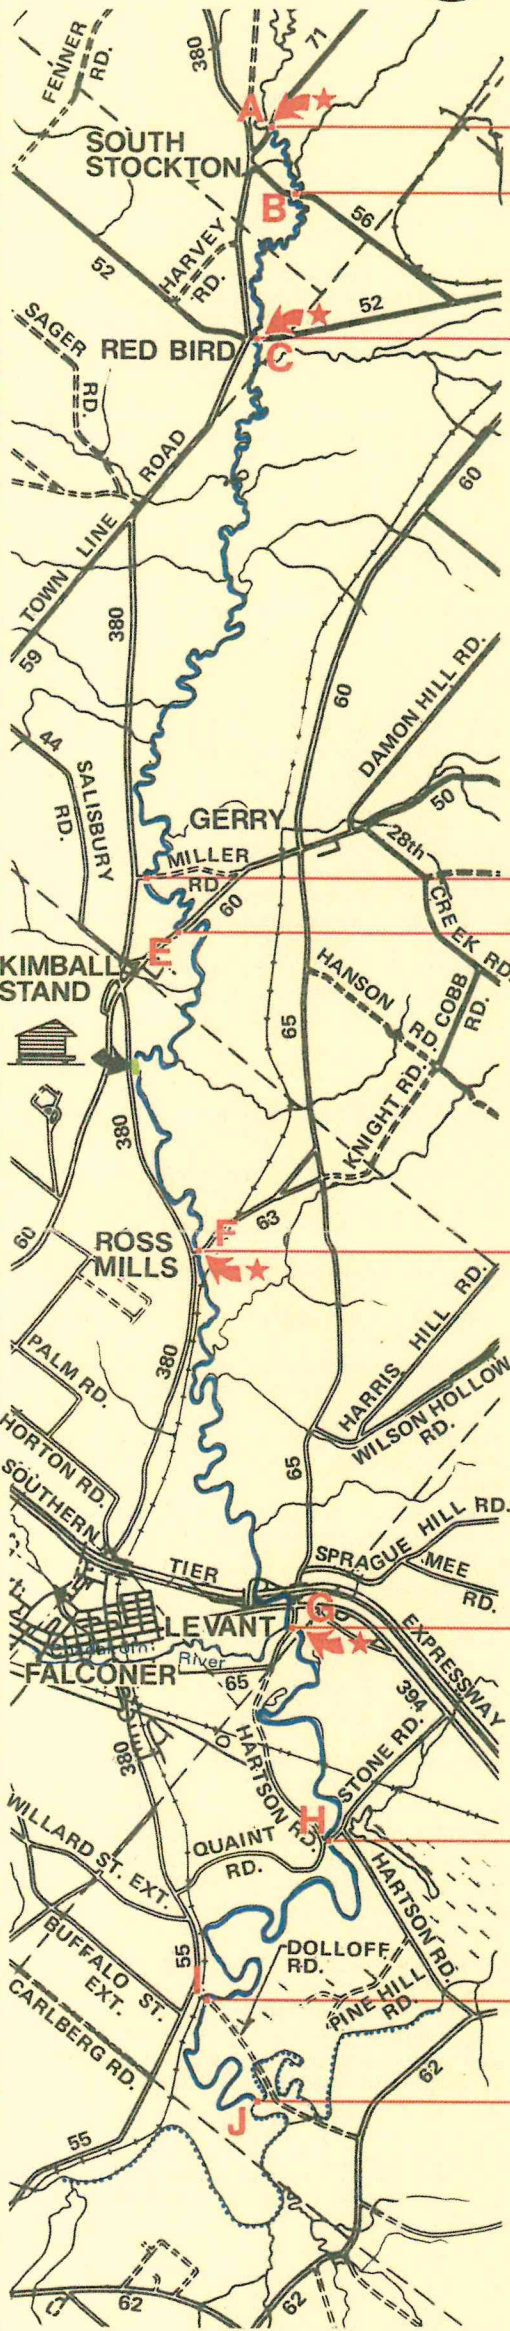 FENNER
RD.
380
71
A
SOUTH
STOCKTON
B
56
HARVEY
RD.
52
52
SAGER
RD.
RED BIRD
C
TOWN LINE ROAD
60
380
59
60
DAMON HILL RD.
44
SALISBURY
RD.
50
GERRY
28th
CREEK RD.
MILLER
RD
60
E
KIMBALL
STAND
HANSON RD.
COBB
RD.
65
380
KNIGHT RD.
63
F
60
ROSS
MILLS
HARRIS HILL RD.
380
PALM RD.
WILSON HOLLOW
RD.
HORTON RD.
65
SOUTHERN
TIER
EXPRESSWAY
SPRAGUE HILL RD.
MEE
RD.
G
LEVANT
River
FALCONER
65
394
380
HARTSON RD.
STONE RD.
H
WILLARD ST. EXT.
QUAINT
RD.
HARTSON RD.
BUFFALO ST.
EXT.
55
DOLLOFF
RD.
I
PINE HILL
RD.
CARLBERG RD.
62
J
55
62
62